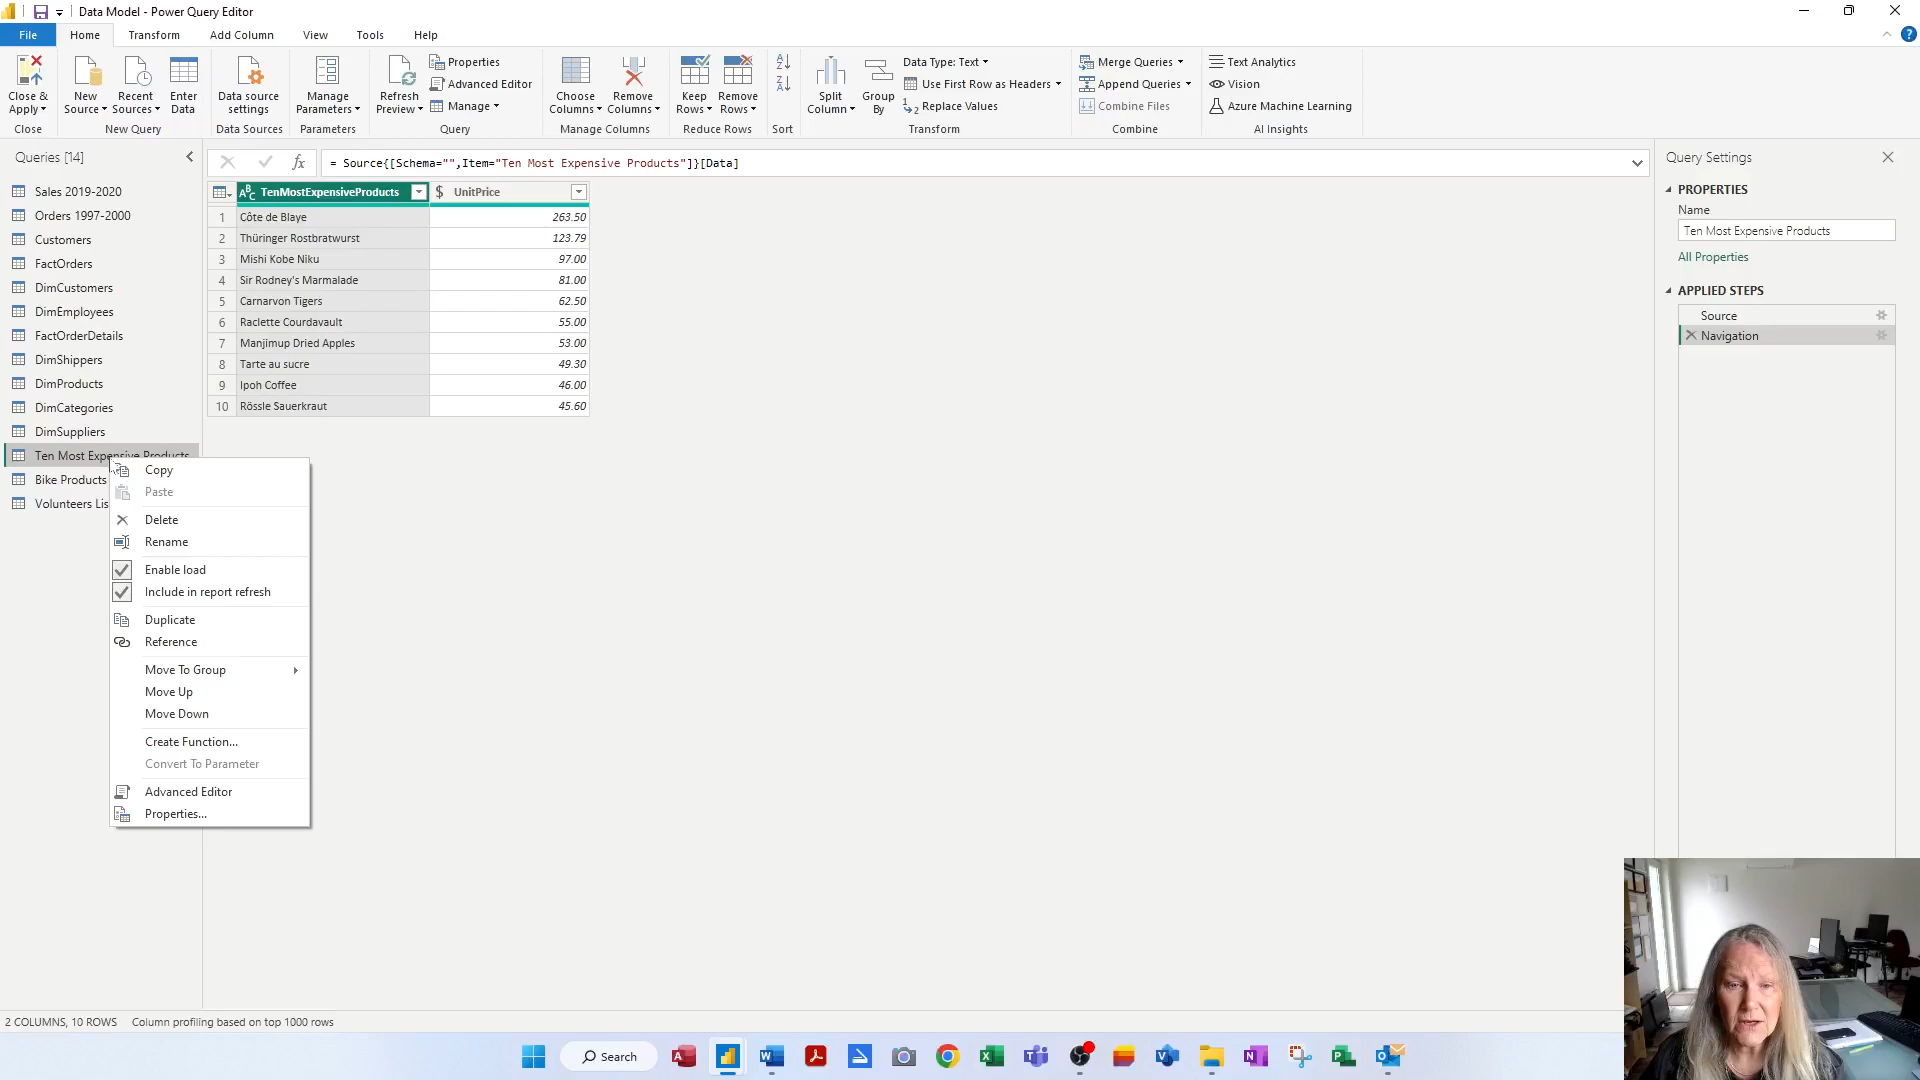 Data Model - Power Query Editor
File Home Transform Add Column View Tools Help
Close & Apply
Close
New Source
Recent Sources
Enter Data
New Query
Data source settings
Data Sources
Manage Parameters
Parameters
Refresh Preview
Properties
Advanced Editor
Manage
Query
Choose Columns
Remove Columns
Manage Columns
Keep Rows
Remove Rows
Reduce Rows
Sort
Split Column
Group By
Data Type: Text
Use First Row as Headers
Replace Values
Transform
Merge Queries
Append Queries
Combine Files
Combine
Text Analytics
Vision
Azure Machine Learning
AI Insights
Queries [14]
Sales 2019-2020
Orders 1997-2000
Customers
FactOrders
DimCustomers
DimEmployees
FactOrderDetails
DimShippers
DimProducts
DimCategories
DimSuppliers
Ten Most Expensive Products
Bike Products
Volunteers Lis
Copy
Paste
Delete
Rename
Enable load
Include in report refresh
Duplicate
Reference
Move To Group
Move Up
Move Down
Create Function...
Convert To Parameter
Advanced Editor
Properties...
fx = Source{[Schema="",Item="Ten Most Expensive Products"]}[Data]
ABC TenMostExpensiveProducts $ UnitPrice
1 Côte de Blaye 263.50
2 Thüringer Rostbratwurst 123.79
3 Mishi Kobe Niku 97.00
4 Sir Rodney's Marmalade 81.00
5 Carnarvon Tigers 62.50
6 Raclette Courdavault 55.00
7 Manjimup Dried Apples 53.00
8 Tarte au sucre 49.30
9 Ipoh Coffee 46.00
10 Rössle Sauerkraut 45.60
Query Settings
PROPERTIES
Name
Ten Most Expensive Products
All Properties
APPLIED STEPS
Source
Navigation
2 COLUMNS, 10 ROWS Column profiling based on top 1000 rows
Search